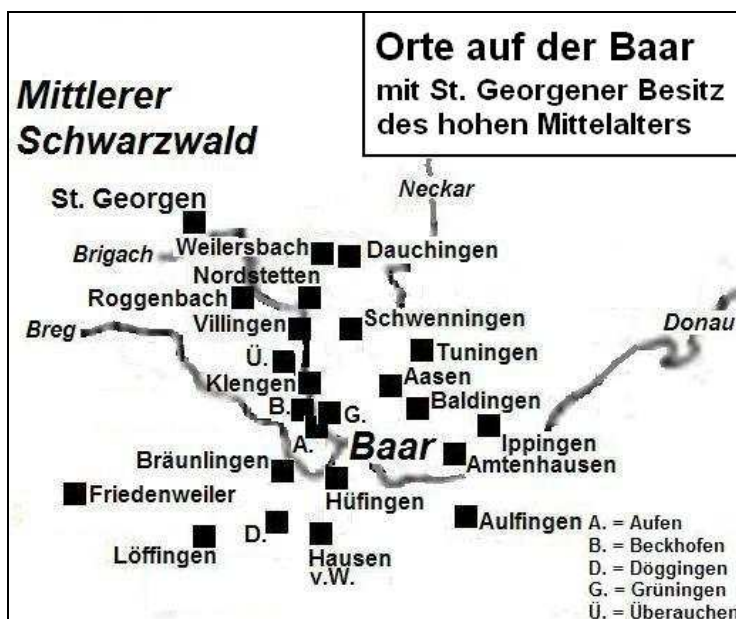 Orte auf der Baar
mit St. Georgener Besitz
des hohen Mittelalters
Mittlerer
Schwarzwald
Neckar
St. Georgen
Brigach
Weilersbach
Dauchingen
Nordstetten
Roggenbach
Villingen
Schwenningen
Donau
Breg
Ü.
Tuningen
Klengen
Aasen
B.
G.
Baldingen
A.
Baar
Ippingen
Bräunlingen
Amtenhausen
Friedenweiler
Hüfingen
D.
Aulfingen
Löffingen
Hausen
v.W.
A. = Aufen
B. = Beckhofen
D. = Döggingen
G. = Grüningen
Ü. = Überauchen